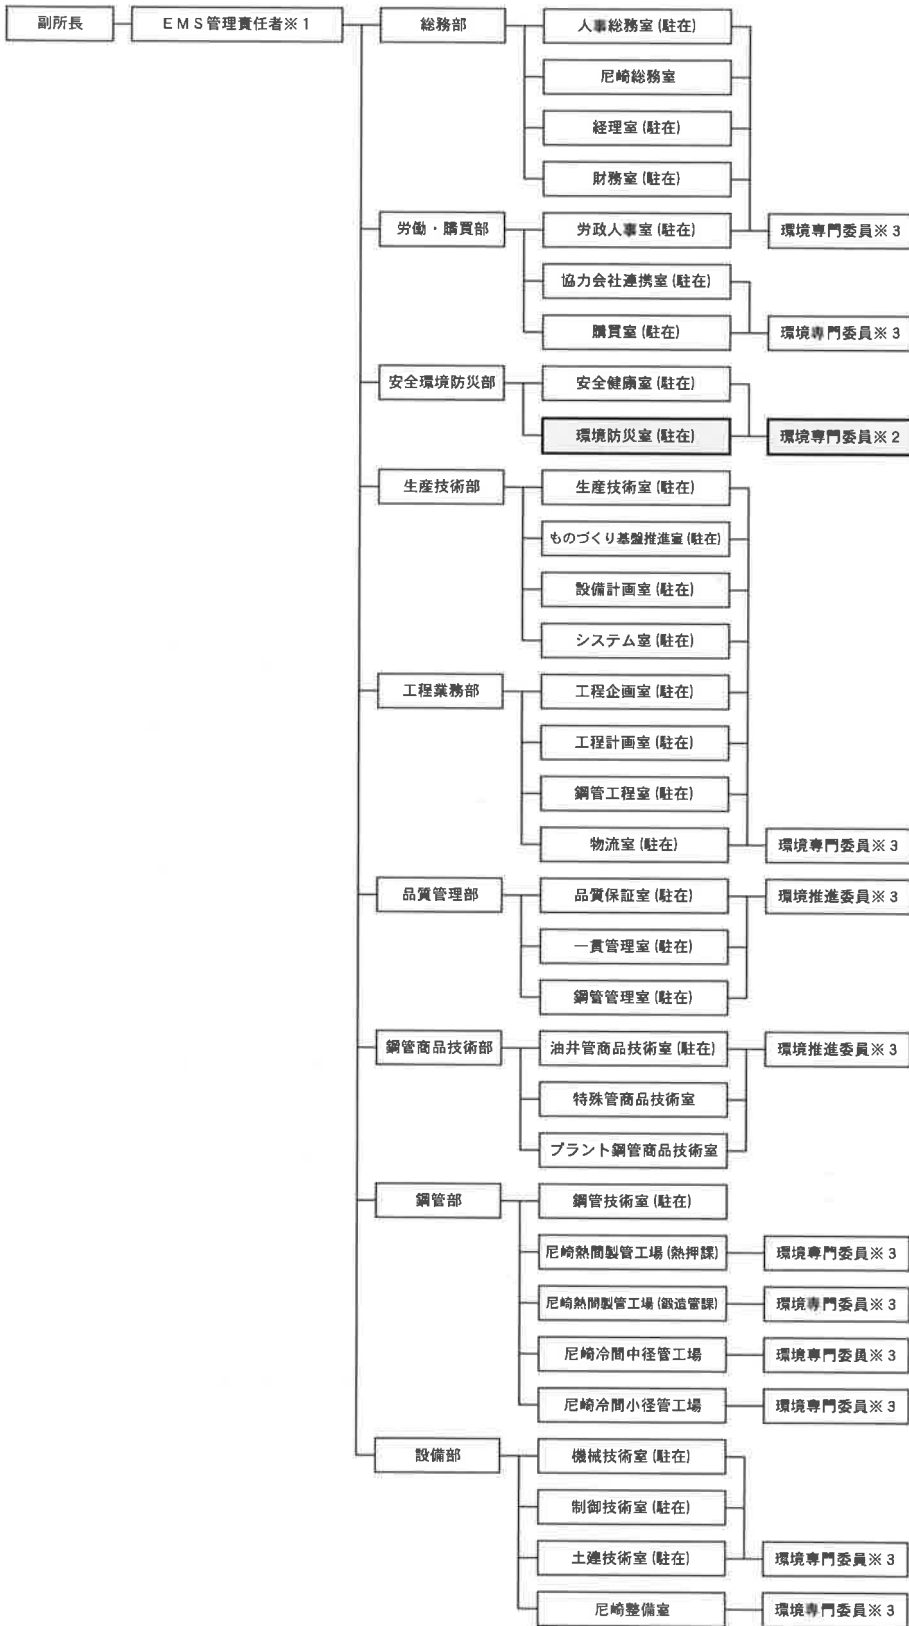 副所長 EMS管理責任者※1 総務部 人事総務室(駐在)
尼崎総務室
経理室(駐在)
財務室(駐在)
労働・購買部 労政人事室(駐在) 環境専門委員※3
協力会社連携室(駐在)
購買室(駐在) 環境専門委員※3
安全環境防災部 安全健康室(駐在)
環境防災室(駐在) 環境専門委員※2
生産技術部 生産技術室(駐在)
ものづくり基盤推進室(駐在)
設備計画室(駐在)
システム室(駐在)
工程業務部 工程企画室(駐在)
工程計画室(駐在)
鋼管工程室(駐在)
物流室(駐在) 環境専門委員※3
品質管理部 品質保証室(駐在) 環境推進委員※3
一貫管理室(駐在)
鋼管管理室(駐在)
鋼管商品技術部 油井管商品技術室(駐在) 環境推進委員※3
特殊管商品技術室
プラント鋼管商品技術室
鋼管部 鋼管技術室(駐在)
尼崎熱間製管工場(熱押課) 環境専門委員※3
尼崎熱間製管工場(鍛造管課) 環境専門委員※3
尼崎冷間中径管工場 環境専門委員※3
尼崎冷間小径管工場 環境専門委員※3
設備部 機械技術室(駐在)
制御技術室(駐在)
土建技術室(駐在) 環境専門委員※3
尼崎整備室 環境専門委員※3